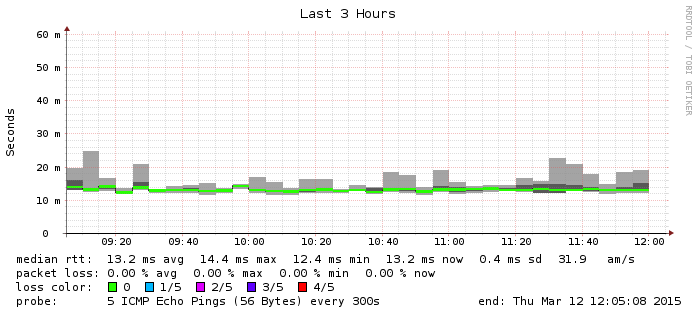 Last 3 Hours
RRDTOOL / TOBI OETIKER
Seconds
60 m
50 m
40 m
30 m
20 m
10 m
0
09:20 09:40 10:00 10:20 10:40 11:00 11:20 11:40 12:00
median rtt: 13.2 ms avg 14.4 ms max 12.4 ms min 13.2 ms now 0.4 ms sd 31.9 am/s
packet loss: 0.00 % avg 0.00 % max 0.00 % min 0.00 % now
loss color: 0 1/5 2/5 3/5 4/5
probe: 5 ICMP Echo Pings (56 Bytes) every 300s end: Thu Mar 12 12:05:08 2015